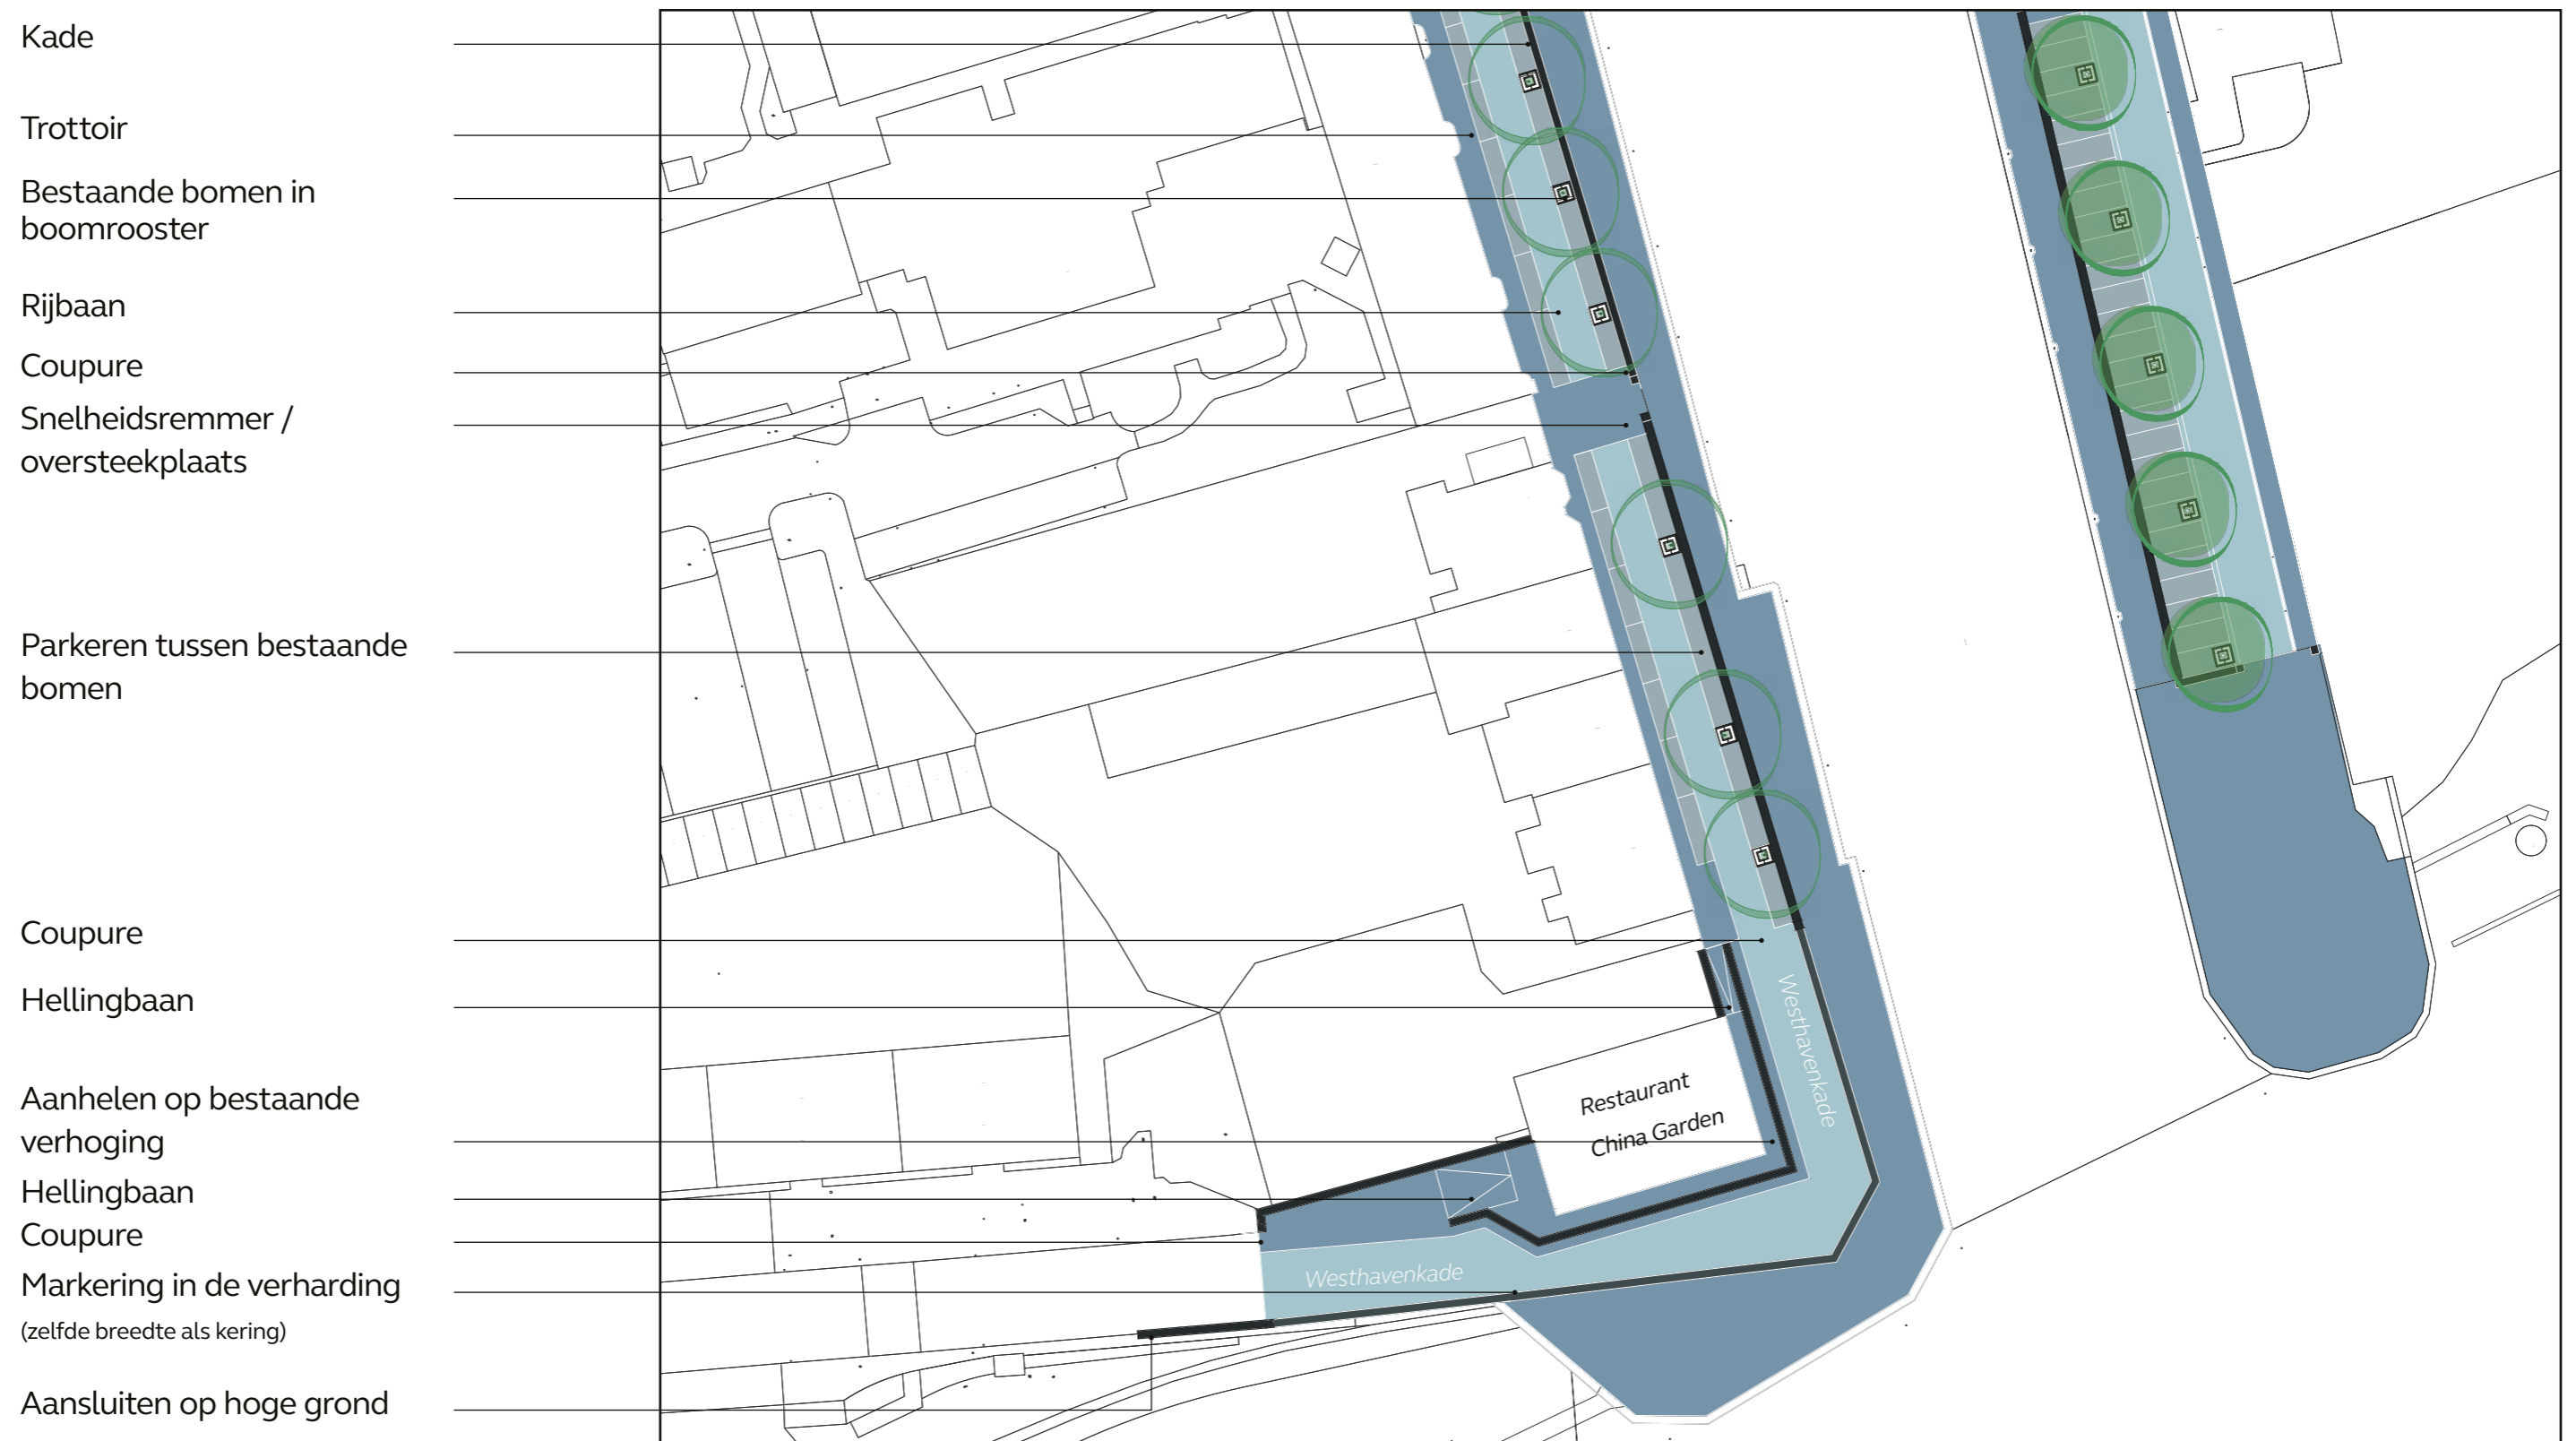 Kade
Trottoir
Bestaande bomen in
boomrooster
Rijbaan
Coupure
Snelheidsremmer /
oversteekplaats
Parkeren tussen bestaande
bomen
Coupure
Hellingbaan
Aanhelen op bestaande
verhoging
Hellingbaan
Coupure
Markering in de verharding
(zelfde breedte als kering)
Aansluiten op hoge grond
Westhavenkade
Restaurant
China Garden
Westhavenkade